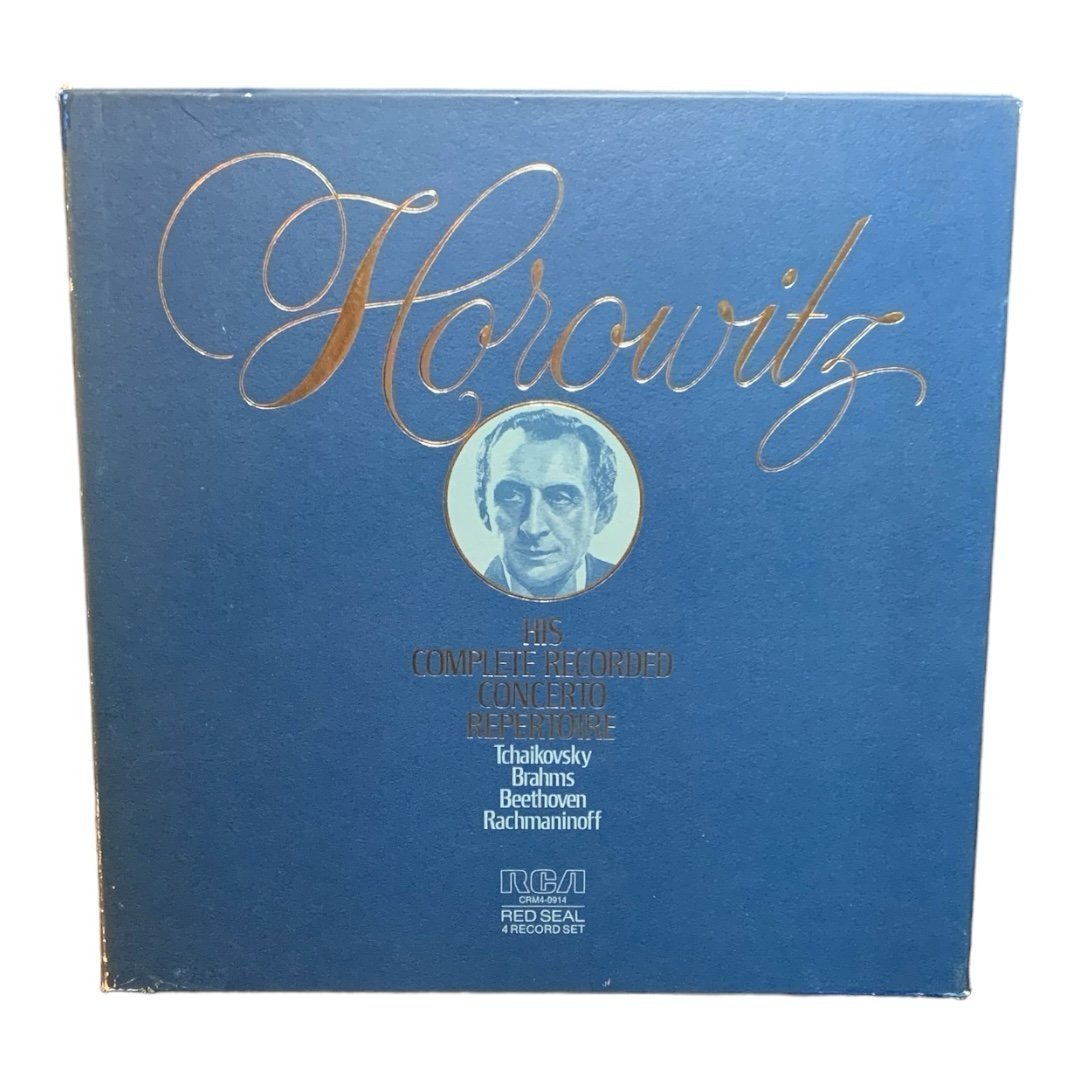 Horowitz
HIS
COMPLETE RECORDED
CONCERTO
REPERTOIRE
Tchaikovsky
Brahms
Beethoven
Rachmaninoff
RCA
CRM4-0914
RED SEAL
4 RECORD SET